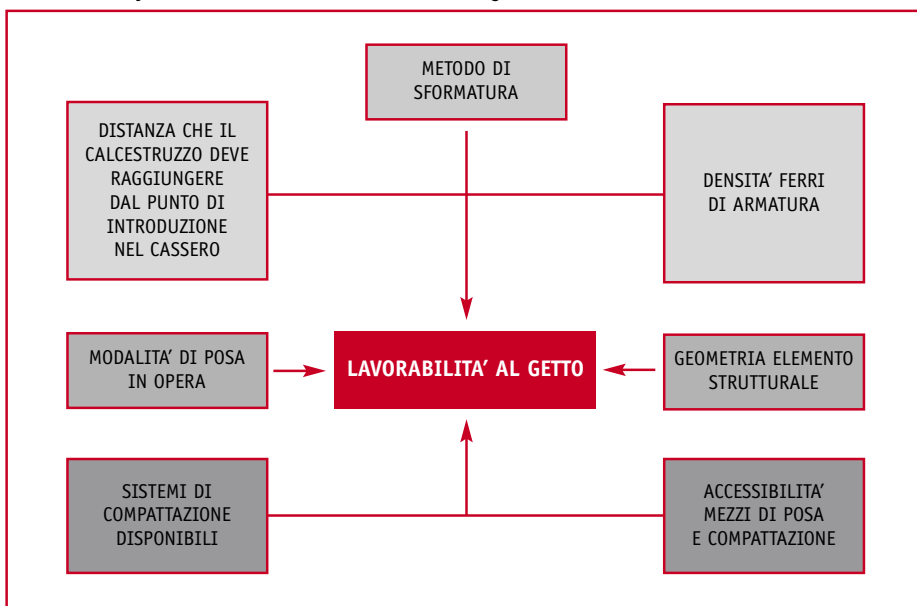 METODO DI
SFORMATURA
DISTANZA CHE IL
CALCESTRUZZO DEVE
RAGGIUNGERE
DAL PUNTO DI
INTRODUZIONE
NEL CASSERO
DENSITA’ FERRI
DI ARMATURA
MODALITA’ DI POSA
IN OPERA
LAVORABILITA’ AL GETTO
GEOMETRIA ELEMENTO
STRUTTURALE
SISTEMI DI
COMPATTAZIONE
DISPONIBILI
ACCESSIBILITA’
MEZZI DI POSA
E COMPATTAZIONE